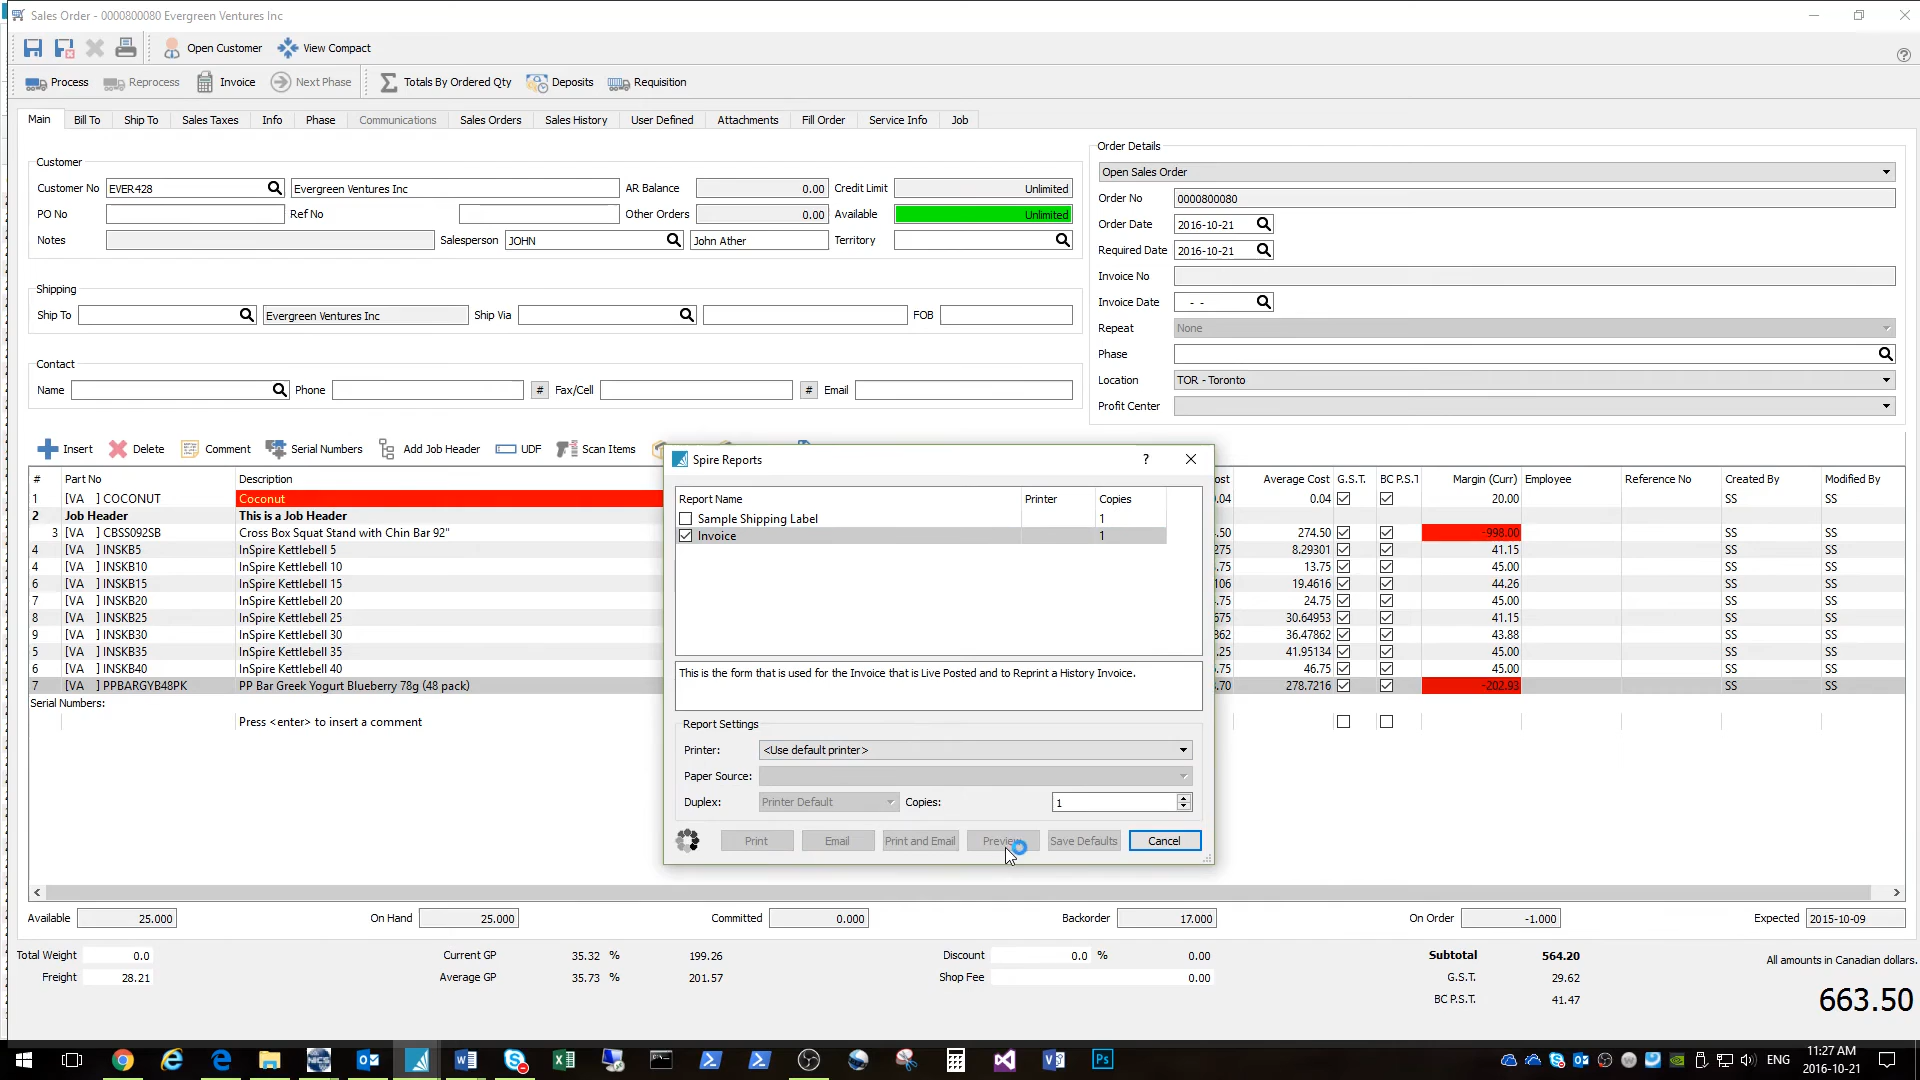 Sales Order - 0000800080 Evergreen Ventures Inc
Open Customer View Compact
Process Reprocess Invoice Next Phase Totals By Ordered Qty Deposits Requisition
Main Bill To Ship To Sales Taxes Info Phase Communications Sales Orders Sales History User Defined Attachments Fill Order Service Info Job
Customer
Customer No EVER428 Evergreen Ventures Inc AR Balance 0.00 Credit Limit Unlimited
PO No Ref No Other Orders 0.00 Available Unlimited
Notes Salesperson JOHN John Ather Territory
Shipping
Ship To Evergreen Ventures Inc Ship Via FOB
Contact
Name Phone # Fax/Cell # Email
Order Details
Open Sales Order
Order No 0000800080
Order Date 2016-10-21
Required Date 2016-10-21
Invoice No
Invoice Date - -
Repeat None
Phase
Location TOR - Toronto
Profit Center
Insert Delete Comment Serial Numbers Add Job Header UDF Scan Items
# Part No Description ost Average Cost G.S.T. BC P.S.T Margin (Curr) Employee Reference No Created By Modified By
1 [VA ] COCONUT Coconut .04 0.04 20.00 SS SS
2 Job Header This is a Job Header
3 [VA ] CBSS092SB Cross Box Squat Stand with Chin Bar 92" .50 274.50 -998.00 SS SS
4 [VA ] INSKB5 InSpire Kettlebell 5 275 8.29301 41.15 SS SS
4 [VA ] INSKB10 InSpire Kettlebell 10 .75 13.75 45.00 SS SS
6 [VA ] INSKB15 InSpire Kettlebell 15 106 19.4616 44.26 SS SS
7 [VA ] INSKB20 InSpire Kettlebell 20 .75 24.75 45.00 SS SS
8 [VA ] INSKB25 InSpire Kettlebell 25 675 30.64953 41.15 SS SS
9 [VA ] INSKB30 InSpire Kettlebell 30 862 36.47862 43.88 SS SS
5 [VA ] INSKB35 InSpire Kettlebell 35 .25 41.95134 45.00 SS SS
6 [VA ] INSKB40 InSpire Kettlebell 40 .75 46.75 45.00 SS SS
7 [VA ] PPBARGYB48PK PP Bar Greek Yogurt Blueberry 78g (48 pack) .70 278.7216 -202.93 SS SS
Serial Numbers:
Press <enter> to insert a comment
Spire Reports ?
Report Name Printer Copies
Sample Shipping Label 1
Invoice 1
This is the form that is used for the Invoice that is Live Posted and to Reprint a History Invoice.
Report Settings
Printer: <Use default printer>
Paper Source:
Duplex: Printer Default Copies: 1
Print Email Print and Email Preview Save Defaults Cancel
Available 25.000 On Hand 25.000 Committed 0.000 Backorder 17.000 On Order -1.000 Expected 2015-10-09
Total Weight 0.0 Current GP 35.32 % 199.26 Discount 0.0 % 0.00 Subtotal 564.20 All amounts in Canadian dollars.
Freight 28.21 Average GP 35.73 % 201.57 Shop Fee 0.00 G.S.T. 29.62
BC P.S.T. 41.47
663.50
ENG 11:27 AM
2016-10-21